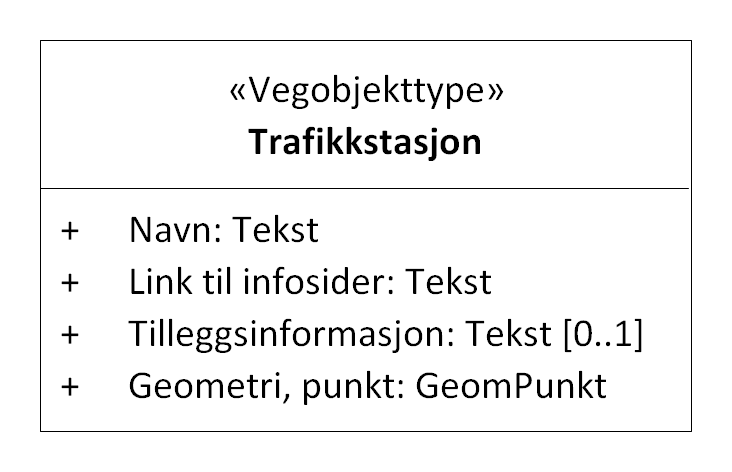 «Vegobjekttype»
Trafikkstasjon
+ Navn: Tekst
+ Link til infosider: Tekst
+ Tilleggsinformasjon: Tekst [0..1]
+ Geometri, punkt: GeomPunkt